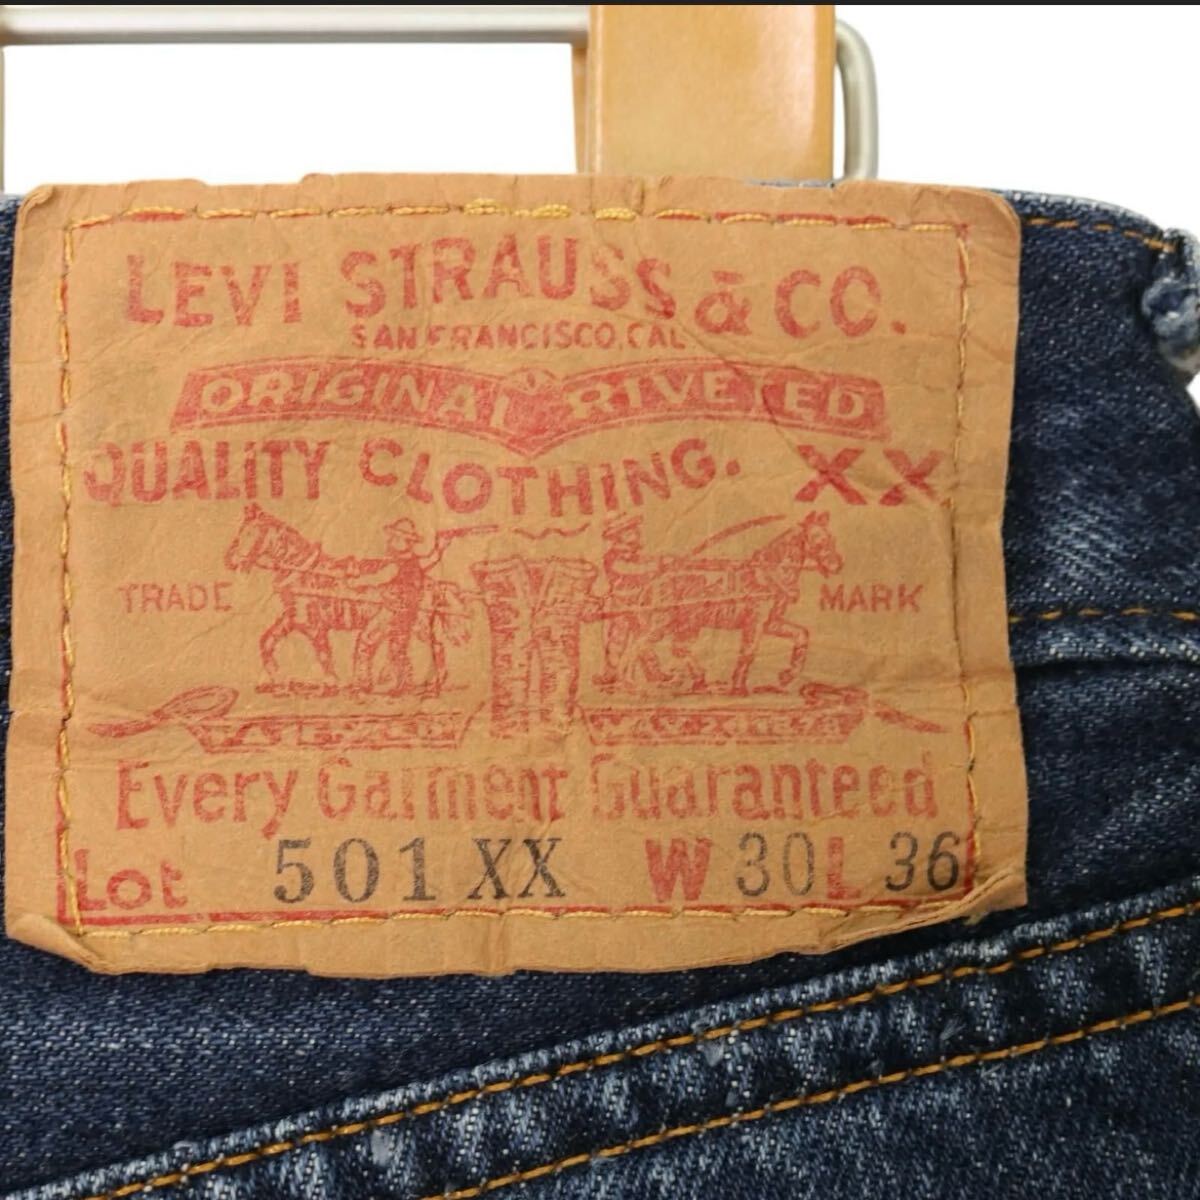 LEVI STRAUSS & CO.
SAN FRANCISCO, CAL
ORIGINAL RIVETED
QUALITY CLOTHING. XX
TRADE MARK
Every Garment Guaranteed
Lot 501 XX W 30 L 36